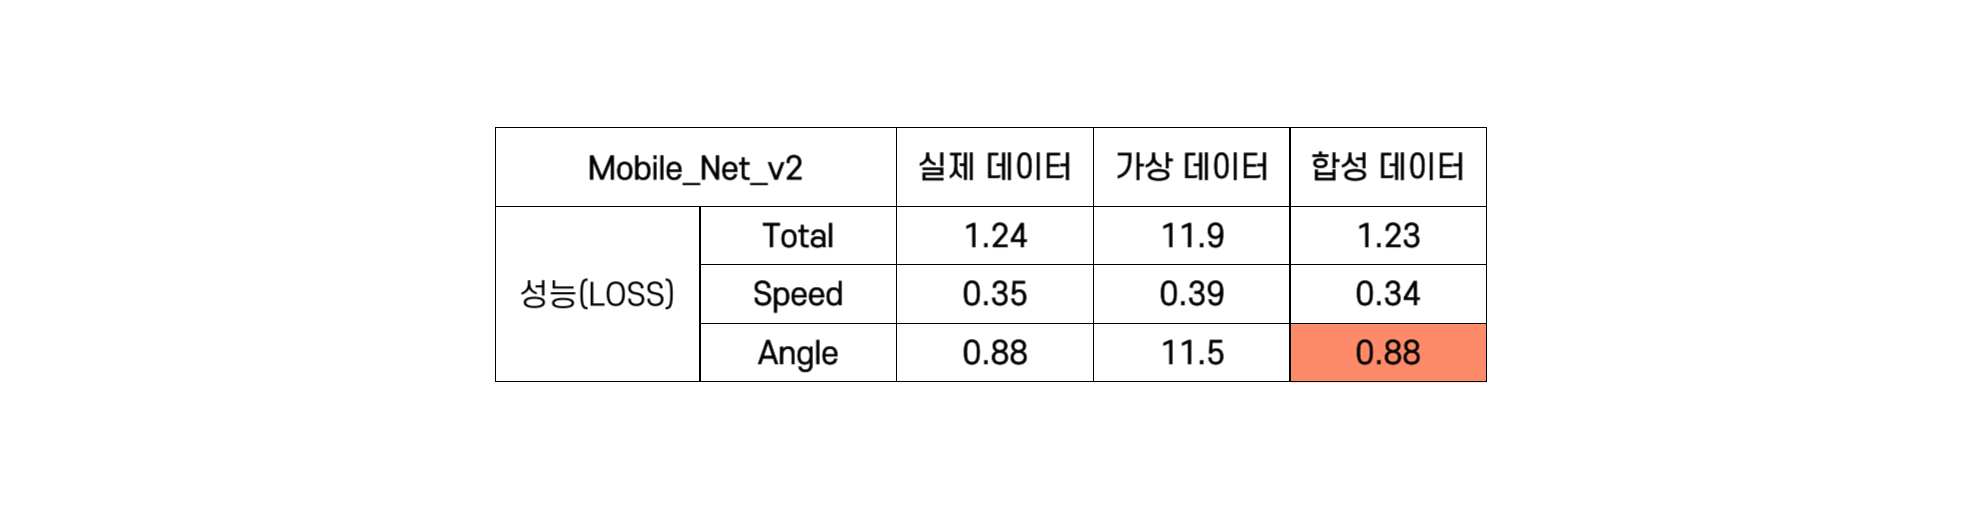 Mobile_Net_v2 실제 데이터 가상 데이터 합성 데이터
Total 1.24 11.9 1.23
성능(LOSS) Speed 0.35 0.39 0.34
Angle 0.88 11.5 0.88